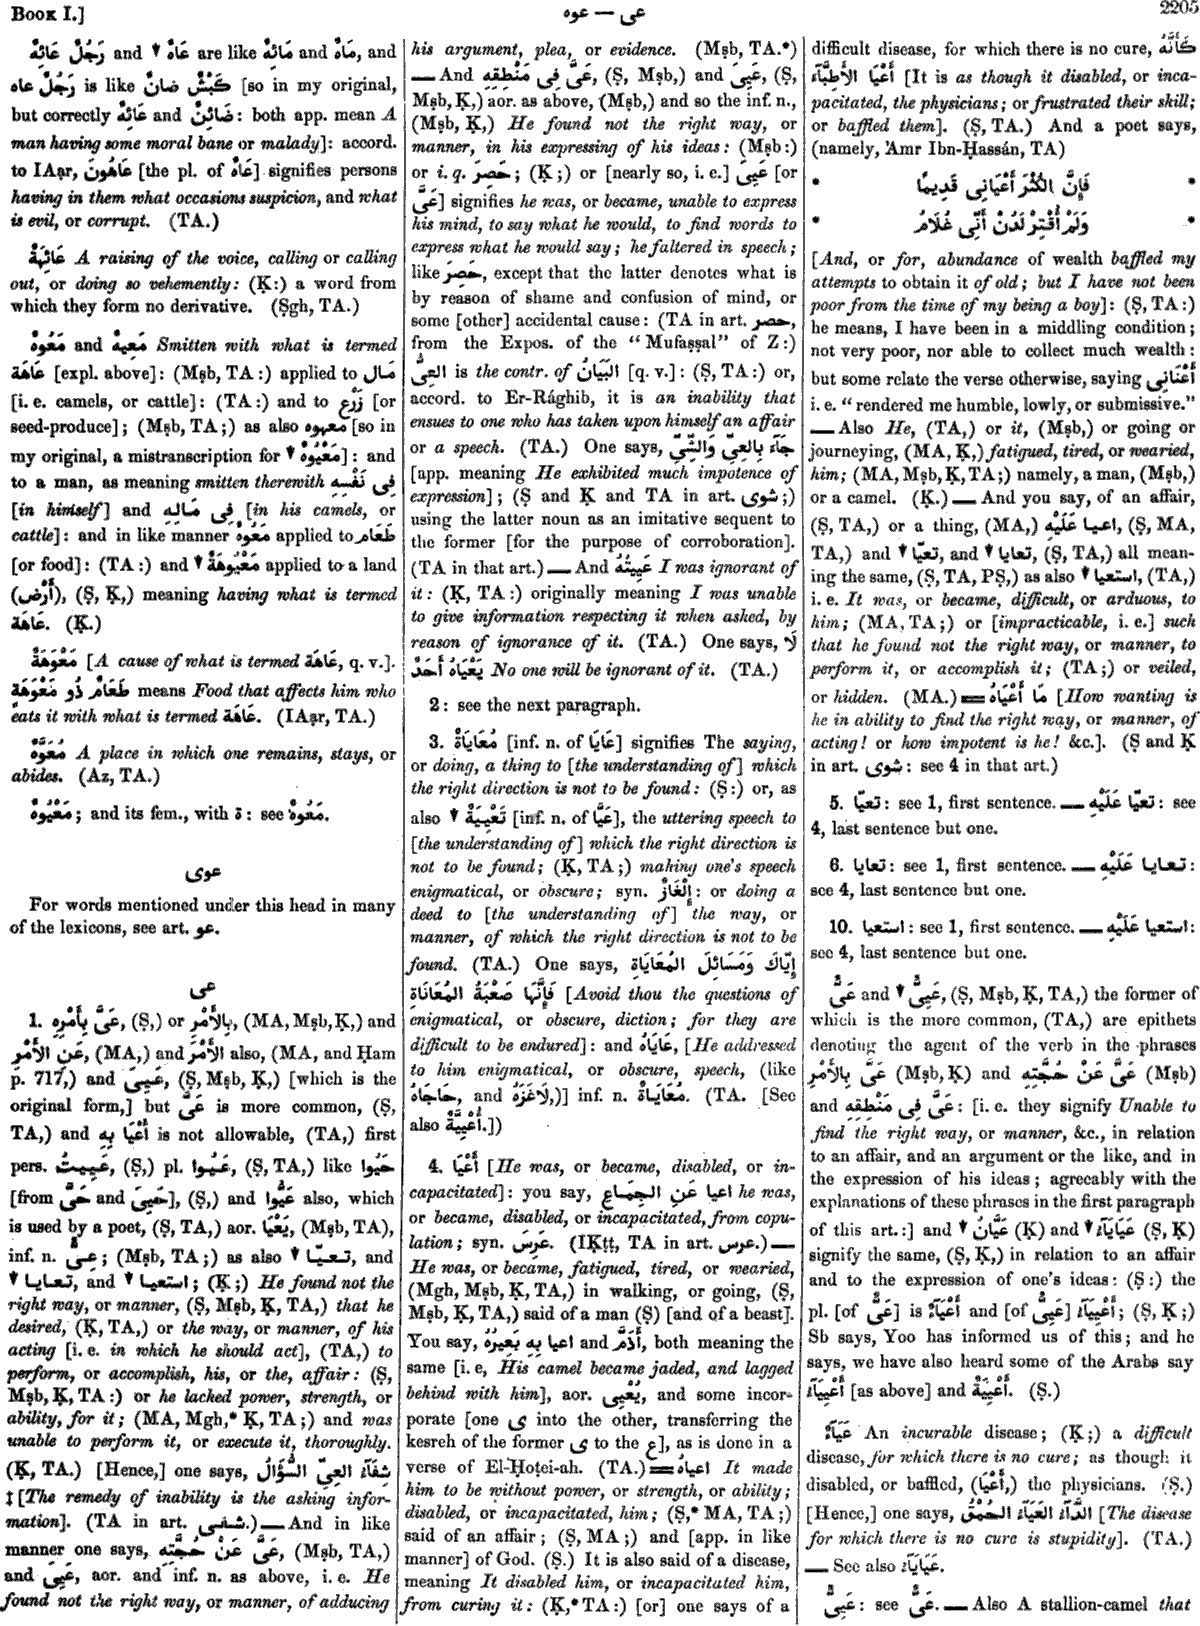 BOOK I.] عوه — عى 2205
رَجُلٌ عَائِهٌ and ▼ عَاهٌ are like مَائِهٌ and مَاهٌ, and
رَجُلٌ عاه is like كَبْشٌ ضانٌ [so in my original,
but correctly عَائِهٌ and ضَائِنٌ: both app. mean A
man having some moral bane or malady]: accord.
to IAạr, عَاهُونَ [the pl. of عَاهٌ] signifies persons
having in them what occasions suspicion, and what
is evil, or corrupt. (TA.)
عَائِهَةٌ A raising of the voice, calling or calling
out, or doing so vehemently: (Ḳ:) a word from
which they form no derivative. (Ṣgh, TA.)
مَعُوهٌ and مَعِيهٌ Smitten with what is termed
عَاهَة [expl. above]: (Mṣb, TA:) applied to مَال
[i. e. camels, or cattle]: (TA:) and to زَرْع [or
seed-produce]; (Mṣb, TA;) as also معهوه [so in
my original, a mistranscription for ▼ مَعْيُوهٌ]: and
to a man, as meaning smitten therewith فِى نَفْسِهِ
[in himself] and فِى مَالِهِ [in his camels, or
cattle]: and in like manner مَعُوهٌ applied to طَعَام
[or food]: (TA:) and ▼ مَعْيُوهَةٌ applied to a land
(أَرْض), (Ṣ, Ḳ,) meaning having what is termed
عَاهَة. (Ḳ.)
مَعْوَهَةٌ [A cause of what is termed عَاهَة, q. v.].
طَعَامٌ ذُو مَعْوَهَةٍ means Food that affects him who
eats it with what is termed عَاهَة. (IAạr, TA.)
مُعَوَّهٌ A place in which one remains, stays, or
abides. (Az, TA.)
مَعْيُوهٌ; and its fem., with ة: see مَعُوهٌ.
عوى
For words mentioned under this head in many
of the lexicons, see art. عو.
عى
1. عَىَّ بِأَمْرِهِ, (Ṣ,) or بِالأَمْرِ, (MA, Mṣb, Ḳ,) and
عَنِ الأَمْرِ, (MA,) and الأَمْرَ also, (MA, and Ḥam
p. 717,) and عَيِىَ, (Ṣ, Mṣb, Ḳ,) [which is the
original form,] but عَىَّ is more common, (Ṣ,
TA,) and أَعْيَا بِهِ is not allowable, (TA,) first
pers. عَيِيتُ, (Ṣ,) pl. عَيُوا, (Ṣ, TA,) like حَيُوا
[from حَىَّ and حَيِىَ], (Ṣ,) and عَيُّوا also, which
is used by a poet, (Ṣ, TA,) aor. يَعْيَا, (Mṣb, TA),
inf. n. عِىٌّ; (Mṣb, TA;) as also ▼ تعيّا, and
▼ تعايا, and ▼ استعيا; (Ḳ;) He found not the
right way, or manner, (Ṣ, Mṣb, Ḳ, TA,) that he
desired, (Ḳ, TA,) or the way, or manner, of his
acting [i. e. in which he should act], (TA,) to
perform, or accomplish, his, or the, affair: (Ṣ,
Mṣb, Ḳ, TA:) or he lacked power, strength, or
ability, for it; (MA, Mgh,* Ḳ, TA;) and was
unable to perform it, or execute it, thoroughly.
(Ḳ, TA.) [Hence,] one says, شِفَآءُ العِىِّ السُّؤَالُ
‡ [The remedy of inability is the asking infor-
mation]. (TA in art. شفى.) — And in like
manner one says, عَىَّ عَنْ حُجَّتِهِ, (Mṣb, TA,)
and عَيِىَ, aor. and inf. n. as above, i. e. He
found not the right way, or manner, of adducing
his argument, plea, or evidence. (Mṣb, TA.*)
— And عَىَّ فِى مَنْطِقِهِ, (Ṣ, Mṣb,) and عَيِىَ, (Ṣ,
Mṣb, Ḳ,) aor. as above, (Mṣb,) and so the inf. n.,
(Mṣb, Ḳ,) He found not the right way, or
manner, in his expressing of his ideas: (Mṣb:)
or i. q. حَصِرَ; (Ḳ;) or [nearly so, i. e.] عَيِىَ [or
عَىَّ] signifies he was, or became, unable to express
his mind, to say what he would, to find words to
express what he would say; he faltered in speech;
like حَصِرَ, except that the latter denotes what is
by reason of shame and confusion of mind, or
some [other] accidental cause: (TA in art. حصر,
from the Expos. of the "Mufaṣṣal" of Z:)
العِىُّ is the contr. of البَيَانُ [q. v.]: (Ṣ, TA:) or,
accord. to Er-Rághib, it is an inability that
ensues to one who has taken upon himself an affair
or a speech. (TA.) One says, جَآءَ بِالعِىِّ وَالشِّىِّ
[app. meaning He exhibited much impotence of
expression]; (Ṣ and Ḳ and TA in art. شوى;)
using the latter noun as an imitative sequent to
the former [for the purpose of corroboration].
(TA in that art.) — And عَيِيتُهُ I was ignorant of
it: (Ḳ, TA:) originally meaning I was unable
to give information respecting it when asked, by
reason of ignorance of it. (TA.) One says, لَا
يَعْيَاهُ أَحَدٌ No one will be ignorant of it. (TA.)
2: see the next paragraph.
3. مُعَايَاةٌ [inf. n. of عَايَا] signifies The saying,
or doing, a thing to [the understanding of] which
the right direction is not to be found: (Ṣ:) or, as
also ▼ تَعْيِيَةٌ [inf. n. of عَيَّا], the uttering speech to
[the understanding of] which the right direction is
not to be found; (Ḳ, TA;) making one's speech
enigmatical, or obscure; syn. إِلْغَازٌ: or doing a
deed to [the understanding of] the way, or
manner, of which the right direction is not to be
found. (TA.) One says, إِيَّاكَ وَمَسَائِلَ المُعَايَاةِ
فَإِنَّهَا صَعْبَةُ المُعَانَاةِ [Avoid thou the questions of
enigmatical, or obscure, diction; for they are
difficult to be endured]: and عَايَاهُ, [He addressed
to him enigmatical, or obscure, speech, (like
حَاجَاهُ, and لَاغَزَهُ,)] inf. n. مُعَايَاةٌ. (TA. [See
also أُعْيِيَّةٌ.])
4. أَعْيَا [He was, or became, disabled, or in-
capacitated]: you say, اعيا عَنِ الجِمَاعِ he was,
or became, disabled, or incapacitated, from copu-
lation; syn. عَرِسَ. (IḲṭṭ, TA in art. عرس.) —
He was, or became, fatigued, tired, or wearied,
(Mgh, Mṣb, Ḳ, TA,) in walking, or going, (Ṣ,
Mṣb, Ḳ, TA,) said of a man (Ṣ) [and of a beast].
You say, اعيا بِهِ بَعِيرُهُ and أَذَمَّ, both meaning the
same [i. e, His camel became jaded, and lagged
behind with him], aor. يُعْيِى, and some incor-
porate [one ى into the other, transferring the
kesreh of the former ى to the ع], as is done in a
verse of El-Ḥoṭei-ah. (TA.) ═ اعياهُ It made
him to be without power, or strength, or ability;
disabled, or incapacitated, him; (Ṣ,* MA, TA;)
said of an affair; (Ṣ, MA;) and [app. in like
manner] of God. (Ṣ.) It is also said of a disease,
meaning It disabled him, or incapacitated him,
from curing it: (Ḳ,* TA:) [or] one says of a
difficult disease, for which there is no cure, كَأَنَّهُ
أَعْيَا الأَطِبَّآءَ [It is as though it disabled, or inca-
pacitated, the physicians; or frustrated their skill;
or baffled them]. (Ṣ, TA.) And a poet says,
(namely, 'Amr Ibn-Ḥassán, TA)
* فَإِنَّ الكُثْرَ أَعْيَانِى قَدِيمًا *
* وَلَمْ أُقْتِرْ لَدُنْ أَنِّى غُلَامُ *
[And, or for, abundance of wealth baffled my
attempts to obtain it of old; but I have not been
poor from the time of my being a boy]: (Ṣ, TA:)
he means, I have been in a middling condition;
not very poor, nor able to collect much wealth:
but some relate the verse otherwise, saying أَعْنَانِى
i. e. "rendered me humble, lowly, or submissive."
— Also He, (TA,) or it, (Mṣb,) or going or
journeying, (MA, Ḳ,) fatigued, tired, or wearied,
him; (MA, Mṣb, Ḳ, TA;) namely, a man, (Mṣb,)
or a camel. (Ḳ.) — And you say, of an affair,
(Ṣ, TA,) or a thing, (MA,) اعيا عَلَيْهِ, (Ṣ, MA,
TA,) and ▼ تعيّا, and ▼ تعايا, (Ṣ, TA,) all mean-
ing the same, (Ṣ, TA, PṢ,) as also ▼ استعيا, (TA,)
i. e. It was, or became, difficult, or arduous, to
him; (MA, TA;) or [impracticable, i. e.] such
that he found not the right way, or manner, to
perform it, or accomplish it; (TA;) or veiled,
or hidden. (MA.) ═ مَا أَعْيَاهُ [How wanting is
he in ability to find the right way, or manner, of
acting! or how impotent is he! &c.]. (Ṣ and Ḳ
in art. شوى: see 4 in that art.)
5. تعيّا: see 1, first sentence. — تعيّا عَلَيْهِ: see
4, last sentence but one.
6. تعايا: see 1, first sentence. — تعايا عَلَيْهِ:
see 4, last sentence but one.
10. استعيا: see 1, first sentence. — استعيا عَلَيْهِ:
see 4, last sentence but one.
عَىٌّ and ▼ عَيِىٌّ, (Ṣ, Mṣb, Ḳ, TA,) the former of
which is the more common, (TA,) are epithets
denoting the agent of the verb in the phrases
عَىَّ بِالأَمْرِ (Mṣb, Ḳ) and عَىَّ عَنْ حُجَّتِهِ (Mṣb)
and عَىَّ فِى مَنْطِقِهِ: [i. e. they signify Unable to
find the right way, or manner, &c., in relation
to an affair, and an argument or the like, and in
the expression of his ideas; agreeably with the
explanations of these phrases in the first paragraph
of this art.:] and ▼ عَيَّانُ (Ḳ) and ▼ عَيَايَآءُ (Ṣ, Ḳ)
signify the same, (Ṣ, Ḳ,) in relation to an affair
and to the expression of one's ideas: (Ṣ:) the
pl. [of عَىٌّ] is أَعْيَآءٌ and [of عَيِىٌّ] أَعْيِيَآءُ; (Ṣ, Ḳ;)
Sb says, Yoo has informed us of this; and he
says, we have also heard some of the Arabs say
أَعْيِيَآءُ [as above] and أَعْيِيَةٌ. (Ṣ.)
عَيَآءٌ An incurable disease; (Ḳ;) a difficult
disease, for which there is no cure; as though it
disabled, or baffled, (أَعْيَا,) the physicians. (Ṣ.)
[Hence,] one says, الدَّآءُ العَيَآءُ الحُمْقُ [The disease
for which there is no cure is stupidity]. (TA.)
— See also عَيَايَآءُ.
عَيِىٌّ: see عَىٌّ. — Also A stallion-camel that